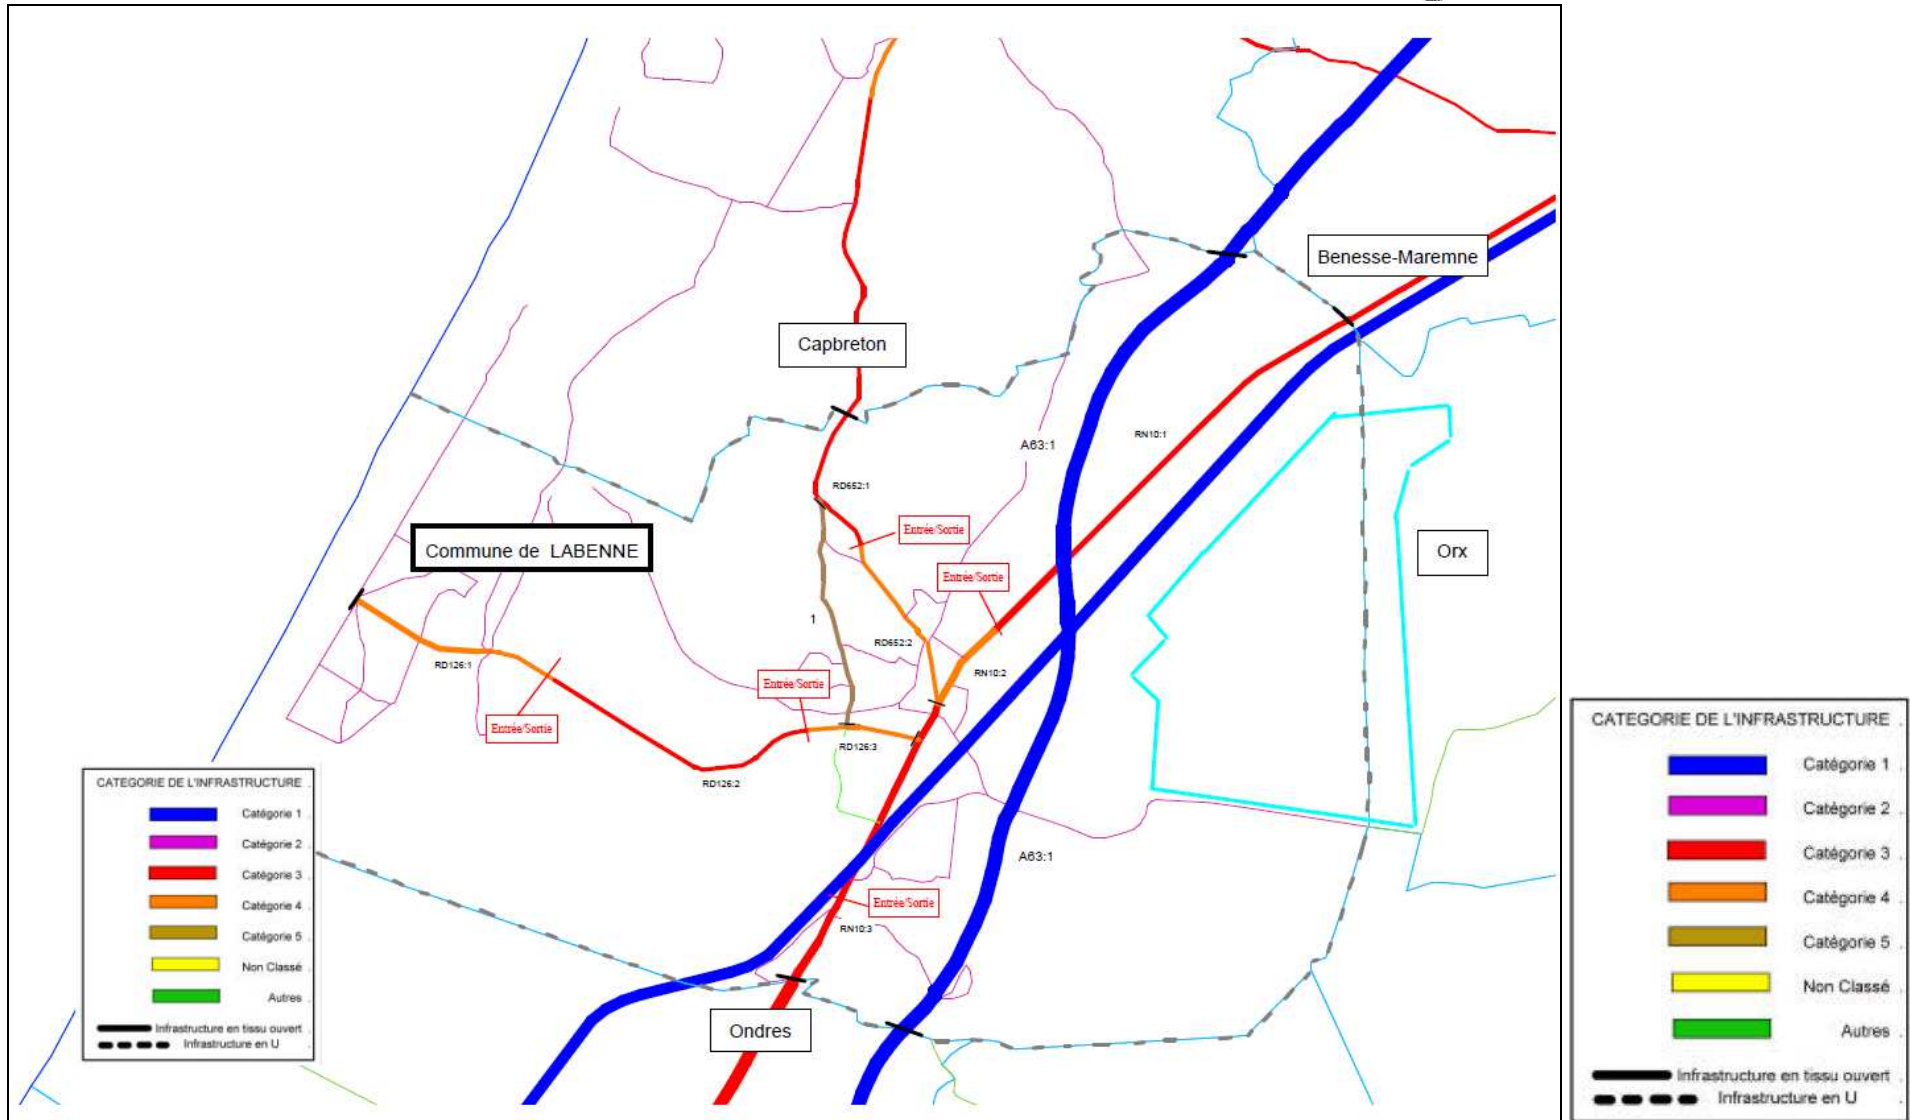 Benesse-Maremne
Capbreton
A63:1
RN10:1
RD652:1
Entrée/Sortie
Commune de LABENNE
Orx
Entrée/Sortie
1
RD652:2
RD126:1
RN10:2
Entrée/Sortie
Entrée/Sortie
RD126:3
RD126:2
A63:1
Entrée/Sortie
RN10:3
Ondres
CATEGORIE DE L'INFRASTRUCTURE
Catégorie 1
Catégorie 2
Catégorie 3
Catégorie 4
Catégorie 5
Non Classé
Autres
Infrastructure en tissu ouvert
Infrastructure en U
CATEGORIE DE L'INFRASTRUCTURE
Catégorie 1
Catégorie 2
Catégorie 3
Catégorie 4
Catégorie 5
Non Classé
Autres
Infrastructure en tissu ouvert
Infrastructure en U